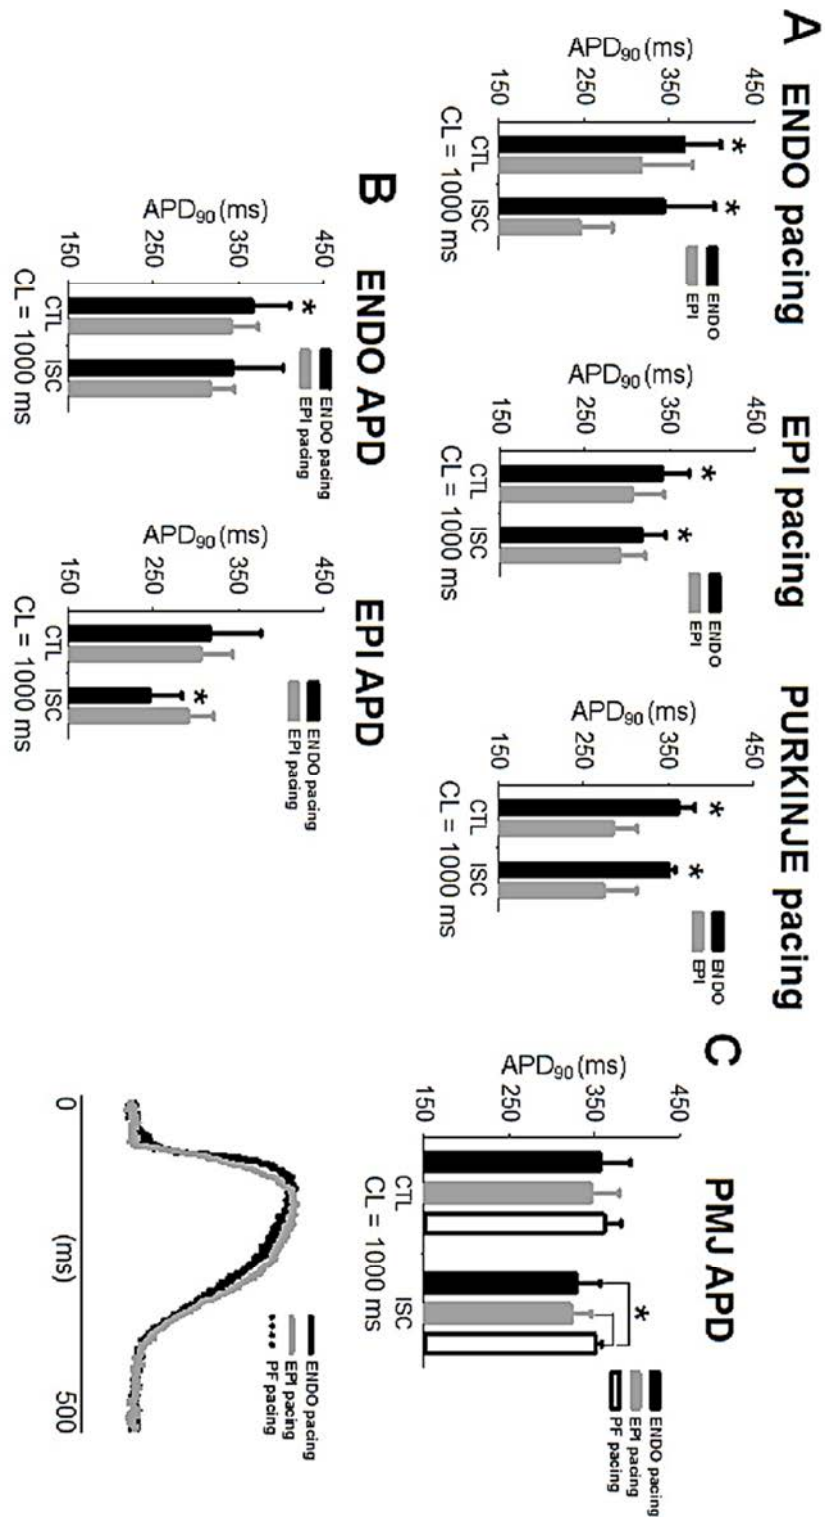 A
ENDO pacing
APD90 (ms)
450
350
250
150
*
*
CTL
ISC
CL = 1000 ms
ENDO
EPI
EPI pacing
APD90 (ms)
450
350
250
150
*
*
CTL
ISC
CL = 1000 ms
ENDO
EPI
PURKINJE pacing
APD90 (ms)
450
350
250
150
*
*
CTL
ISC
CL = 1000 ms
ENDO
EPI
B
ENDO APD
APD90 (ms)
450
350
250
150
*
CTL
ISC
CL = 1000 ms
ENDO pacing
EPI pacing
EPI APD
APD90 (ms)
450
350
250
150
*
CTL
ISC
CL = 1000 ms
ENDO pacing
EPI pacing
C
PMJ APD
APD90 (ms)
450
350
250
150
*
CTL
ISC
CL = 1000 ms
ENDO pacing
EPI pacing
PF pacing
ENDO pacing
EPI pacing
PF pacing
0
(ms)
500